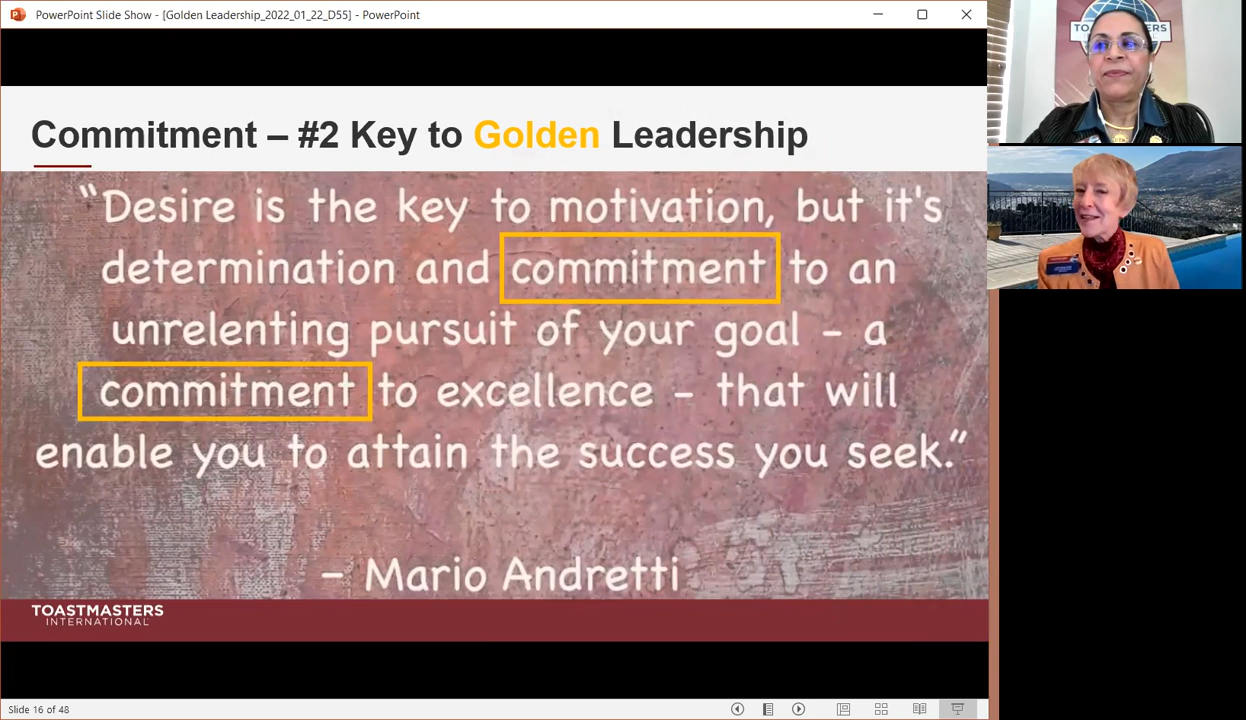 PowerPoint Slide Show - [Golden Leadership_2022_01_22_D55] - PowerPoint
Commitment – #2 Key to Golden Leadership
“Desire is the key to motivation, but it's
determination and commitment to an
unrelenting pursuit of your goal – a
commitment to excellence – that will
enable you to attain the success you seek.”
– Mario Andretti
TOASTMASTERS
INTERNATIONAL
Slide 16 of 48